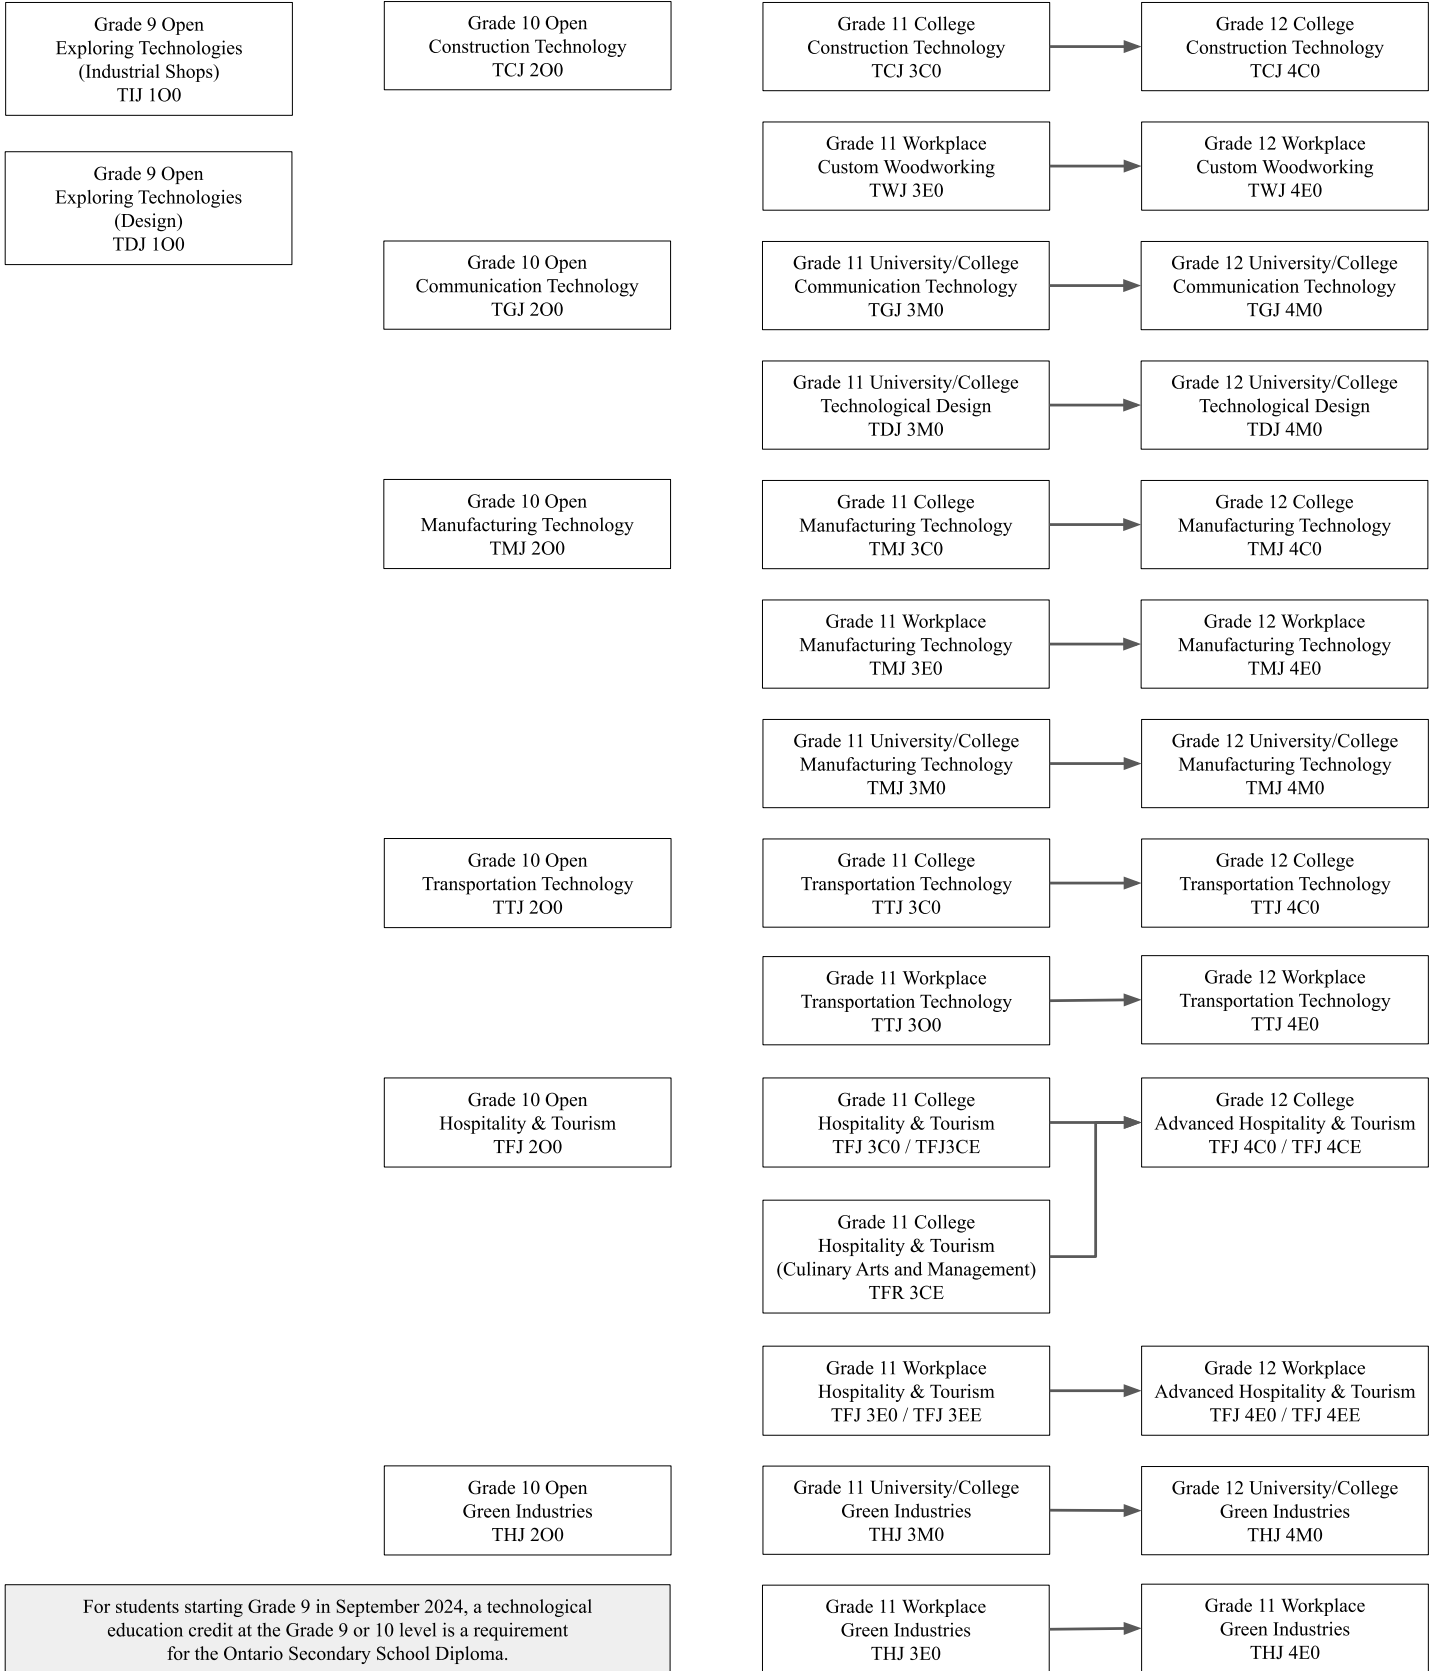 Grade 9 Open
Exploring Technologies
(Industrial Shops)
TIJ 1O0
Grade 10 Open
Construction Technology
TCJ 2O0
Grade 11 College
Construction Technology
TCJ 3C0
Grade 12 College
Construction Technology
TCJ 4C0
Grade 11 Workplace
Custom Woodworking
TWJ 3E0
Grade 12 Workplace
Custom Woodworking
TWJ 4E0
Grade 9 Open
Exploring Technologies
(Design)
TDJ 1O0
Grade 10 Open
Communication Technology
TGJ 2O0
Grade 11 University/College
Communication Technology
TGJ 3M0
Grade 12 University/College
Communication Technology
TGJ 4M0
Grade 11 University/College
Technological Design
TDJ 3M0
Grade 12 University/College
Technological Design
TDJ 4M0
Grade 10 Open
Manufacturing Technology
TMJ 2O0
Grade 11 College
Manufacturing Technology
TMJ 3C0
Grade 12 College
Manufacturing Technology
TMJ 4C0
Grade 11 Workplace
Manufacturing Technology
TMJ 3E0
Grade 12 Workplace
Manufacturing Technology
TMJ 4E0
Grade 11 University/College
Manufacturing Technology
TMJ 3M0
Grade 12 University/College
Manufacturing Technology
TMJ 4M0
Grade 10 Open
Transportation Technology
TTJ 2O0
Grade 11 College
Transportation Technology
TTJ 3C0
Grade 12 College
Transportation Technology
TTJ 4C0
Grade 11 Workplace
Transportation Technology
TTJ 3O0
Grade 12 Workplace
Transportation Technology
TTJ 4E0
Grade 10 Open
Hospitality & Tourism
TFJ 2O0
Grade 11 College
Hospitality & Tourism
TFJ 3C0 / TFJ3CE
Grade 12 College
Advanced Hospitality & Tourism
TFJ 4C0 / TFJ 4CE
Grade 11 College
Hospitality & Tourism
(Culinary Arts and Management)
TFR 3CE
Grade 11 Workplace
Hospitality & Tourism
TFJ 3E0 / TFJ 3EE
Grade 12 Workplace
Advanced Hospitality & Tourism
TFJ 4E0 / TFJ 4EE
Grade 10 Open
Green Industries
THJ 2O0
Grade 11 University/College
Green Industries
THJ 3M0
Grade 12 University/College
Green Industries
THJ 4M0
For students starting Grade 9 in September 2024, a technological
education credit at the Grade 9 or 10 level is a requirement
for the Ontario Secondary School Diploma.
Grade 11 Workplace
Green Industries
THJ 3E0
Grade 11 Workplace
Green Industries
THJ 4E0